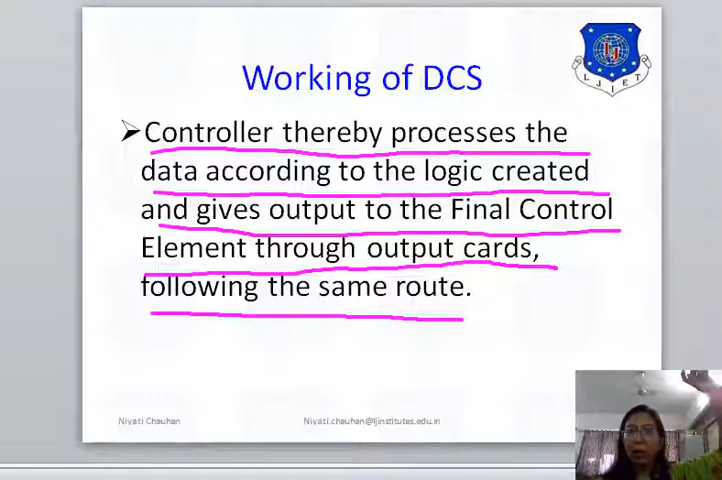 Working of DCS
➢Controller thereby processes the
data according to the logic created
and gives output to the Final Control
Element through output cards,
following the same route.
LJIET
Niyati Chauhan
Niyati.chauhan@ljinstitutes.edu.in